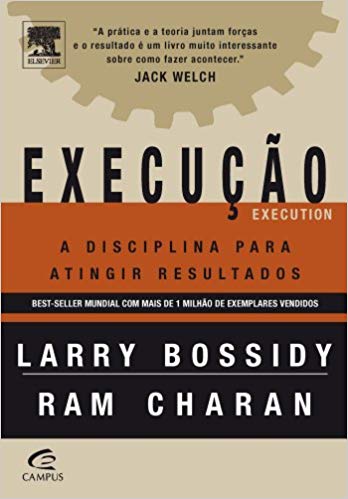 ELSEVIER
"A prática e a teoria juntam forças
e o resultado é um livro muito interessante
sobre como fazer acontecer."
JACK WELCH
EXECUÇÃO
EXECUTION
A DISCIPLINA PARA
ATINGIR RESULTADOS
BEST-SELLER MUNDIAL COM MAIS DE 1 MILHÃO DE EXEMPLARES VENDIDOS
LARRY BOSSIDY
RAM CHARAN
CAMPUS